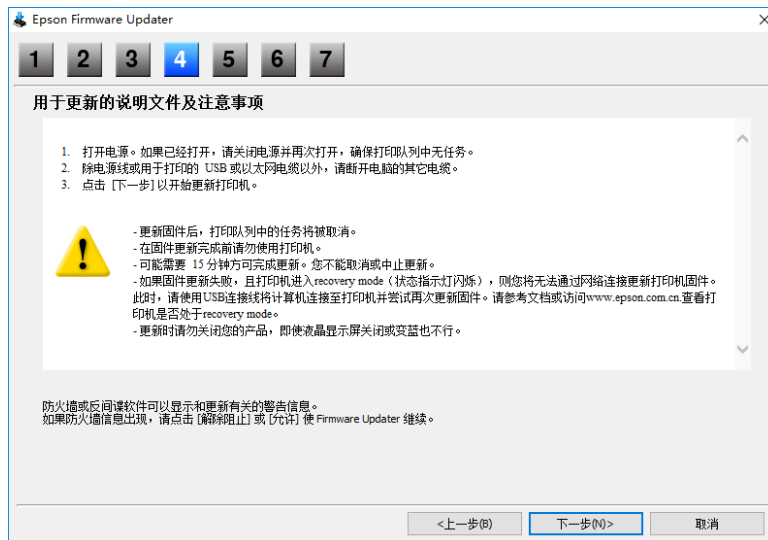 Epson Firmware Updater
1 2 3 4 5 6 7
用于更新的说明文件及注意事项
1. 打开电源。如果已经打开，请关闭电源并再次打开，确保打印队列中无任务。
2. 除电源线或用于打印的 USB 或以太网电缆以外，请断开电脑的其它电缆。
3. 点击 [下一步] 以开始更新打印机。
- 更新固件后，打印队列中的任务将被取消。
- 在固件更新完成前请勿使用打印机。
- 可能需要 15 分钟方可完成更新。您不能取消或中止更新。
- 如果固件更新失败，且打印机进入recovery mode（状态指示灯闪烁），则您将无法通过网络连接更新打印机固件。
此时，请使用USB连接线将计算机连接至打印机并尝试再次更新固件。请参考文档或访问www.epson.com.cn.查看打
印机是否处于recovery mode。
- 更新时请勿关闭您的产品，即使液晶显示屏关闭或变蓝也不行。
防火墙或反间谍软件可以显示和更新有关的警告信息。
如果防火墙信息出现，请点击 [解除阻止] 或 [允许] 使 Firmware Updater 继续。
<上一步(B) 下一步(N)> 取消